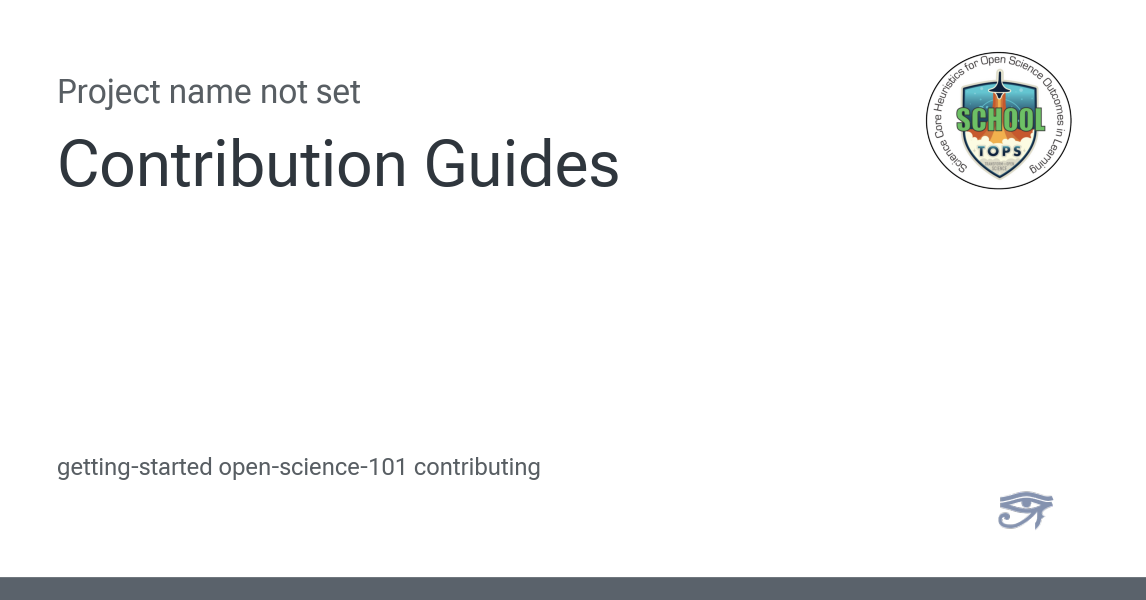 Project name not set
Contribution Guides
Science Core Heuristics for Open Science Outcomes in Learning
SCHOOL
TOPS
getting-started open-science-101 contributing